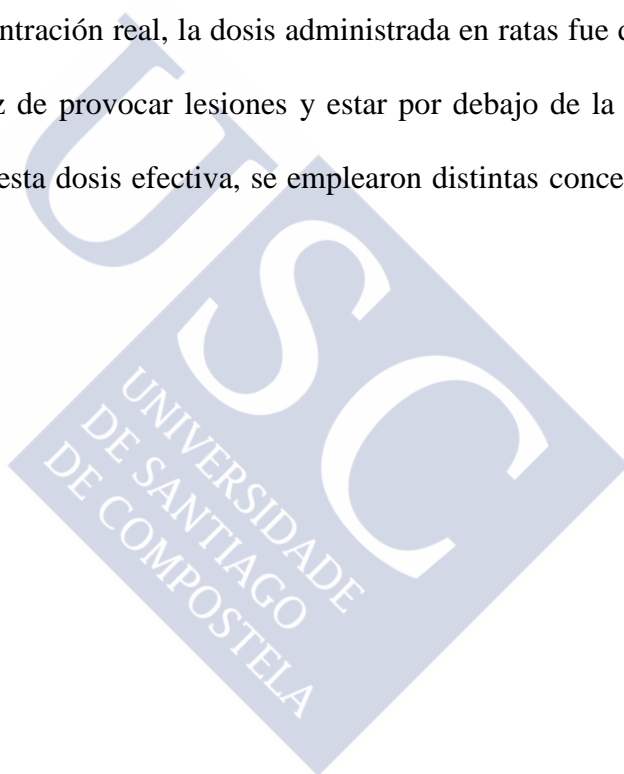 ntración real, la dosis administrada en ratas fue
z de provocar lesiones y estar por debajo de la
esta dosis efectiva, se emplearon distintas conce
USC
UNIVERSIDADE
DE SANTIAGO
DE COMPOSTELA